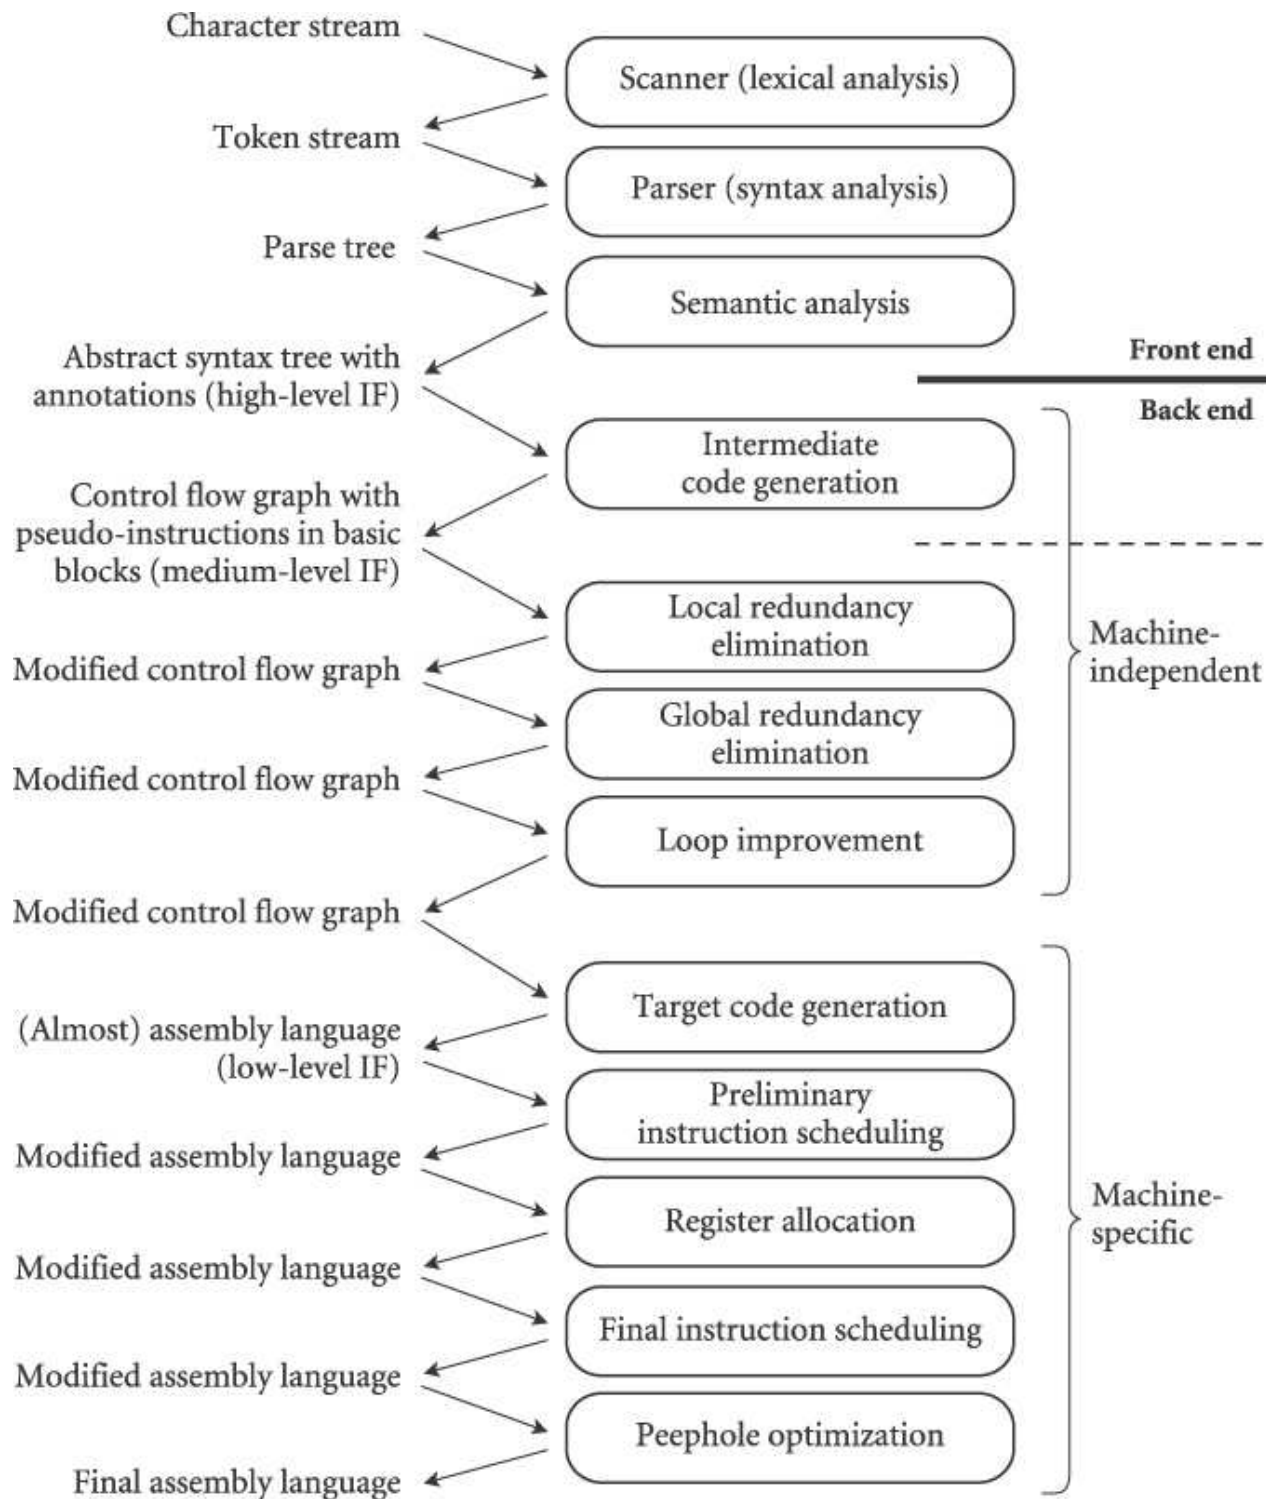 Character stream
Scanner (lexical analysis)
Token stream
Parser (syntax analysis)
Parse tree
Semantic analysis
Abstract syntax tree with
annotations (high-level IF)
Front end
Back end
Intermediate
code generation
Control flow graph with
pseudo-instructions in basic
blocks (medium-level IF)
Local redundancy
elimination
Machine-
independent
Modified control flow graph
Global redundancy
elimination
Modified control flow graph
Loop improvement
Modified control flow graph
Target code generation
(Almost) assembly language
(low-level IF)
Preliminary
instruction scheduling
Modified assembly language
Register allocation
Machine-
specific
Modified assembly language
Final instruction scheduling
Modified assembly language
Peephole optimization
Final assembly language